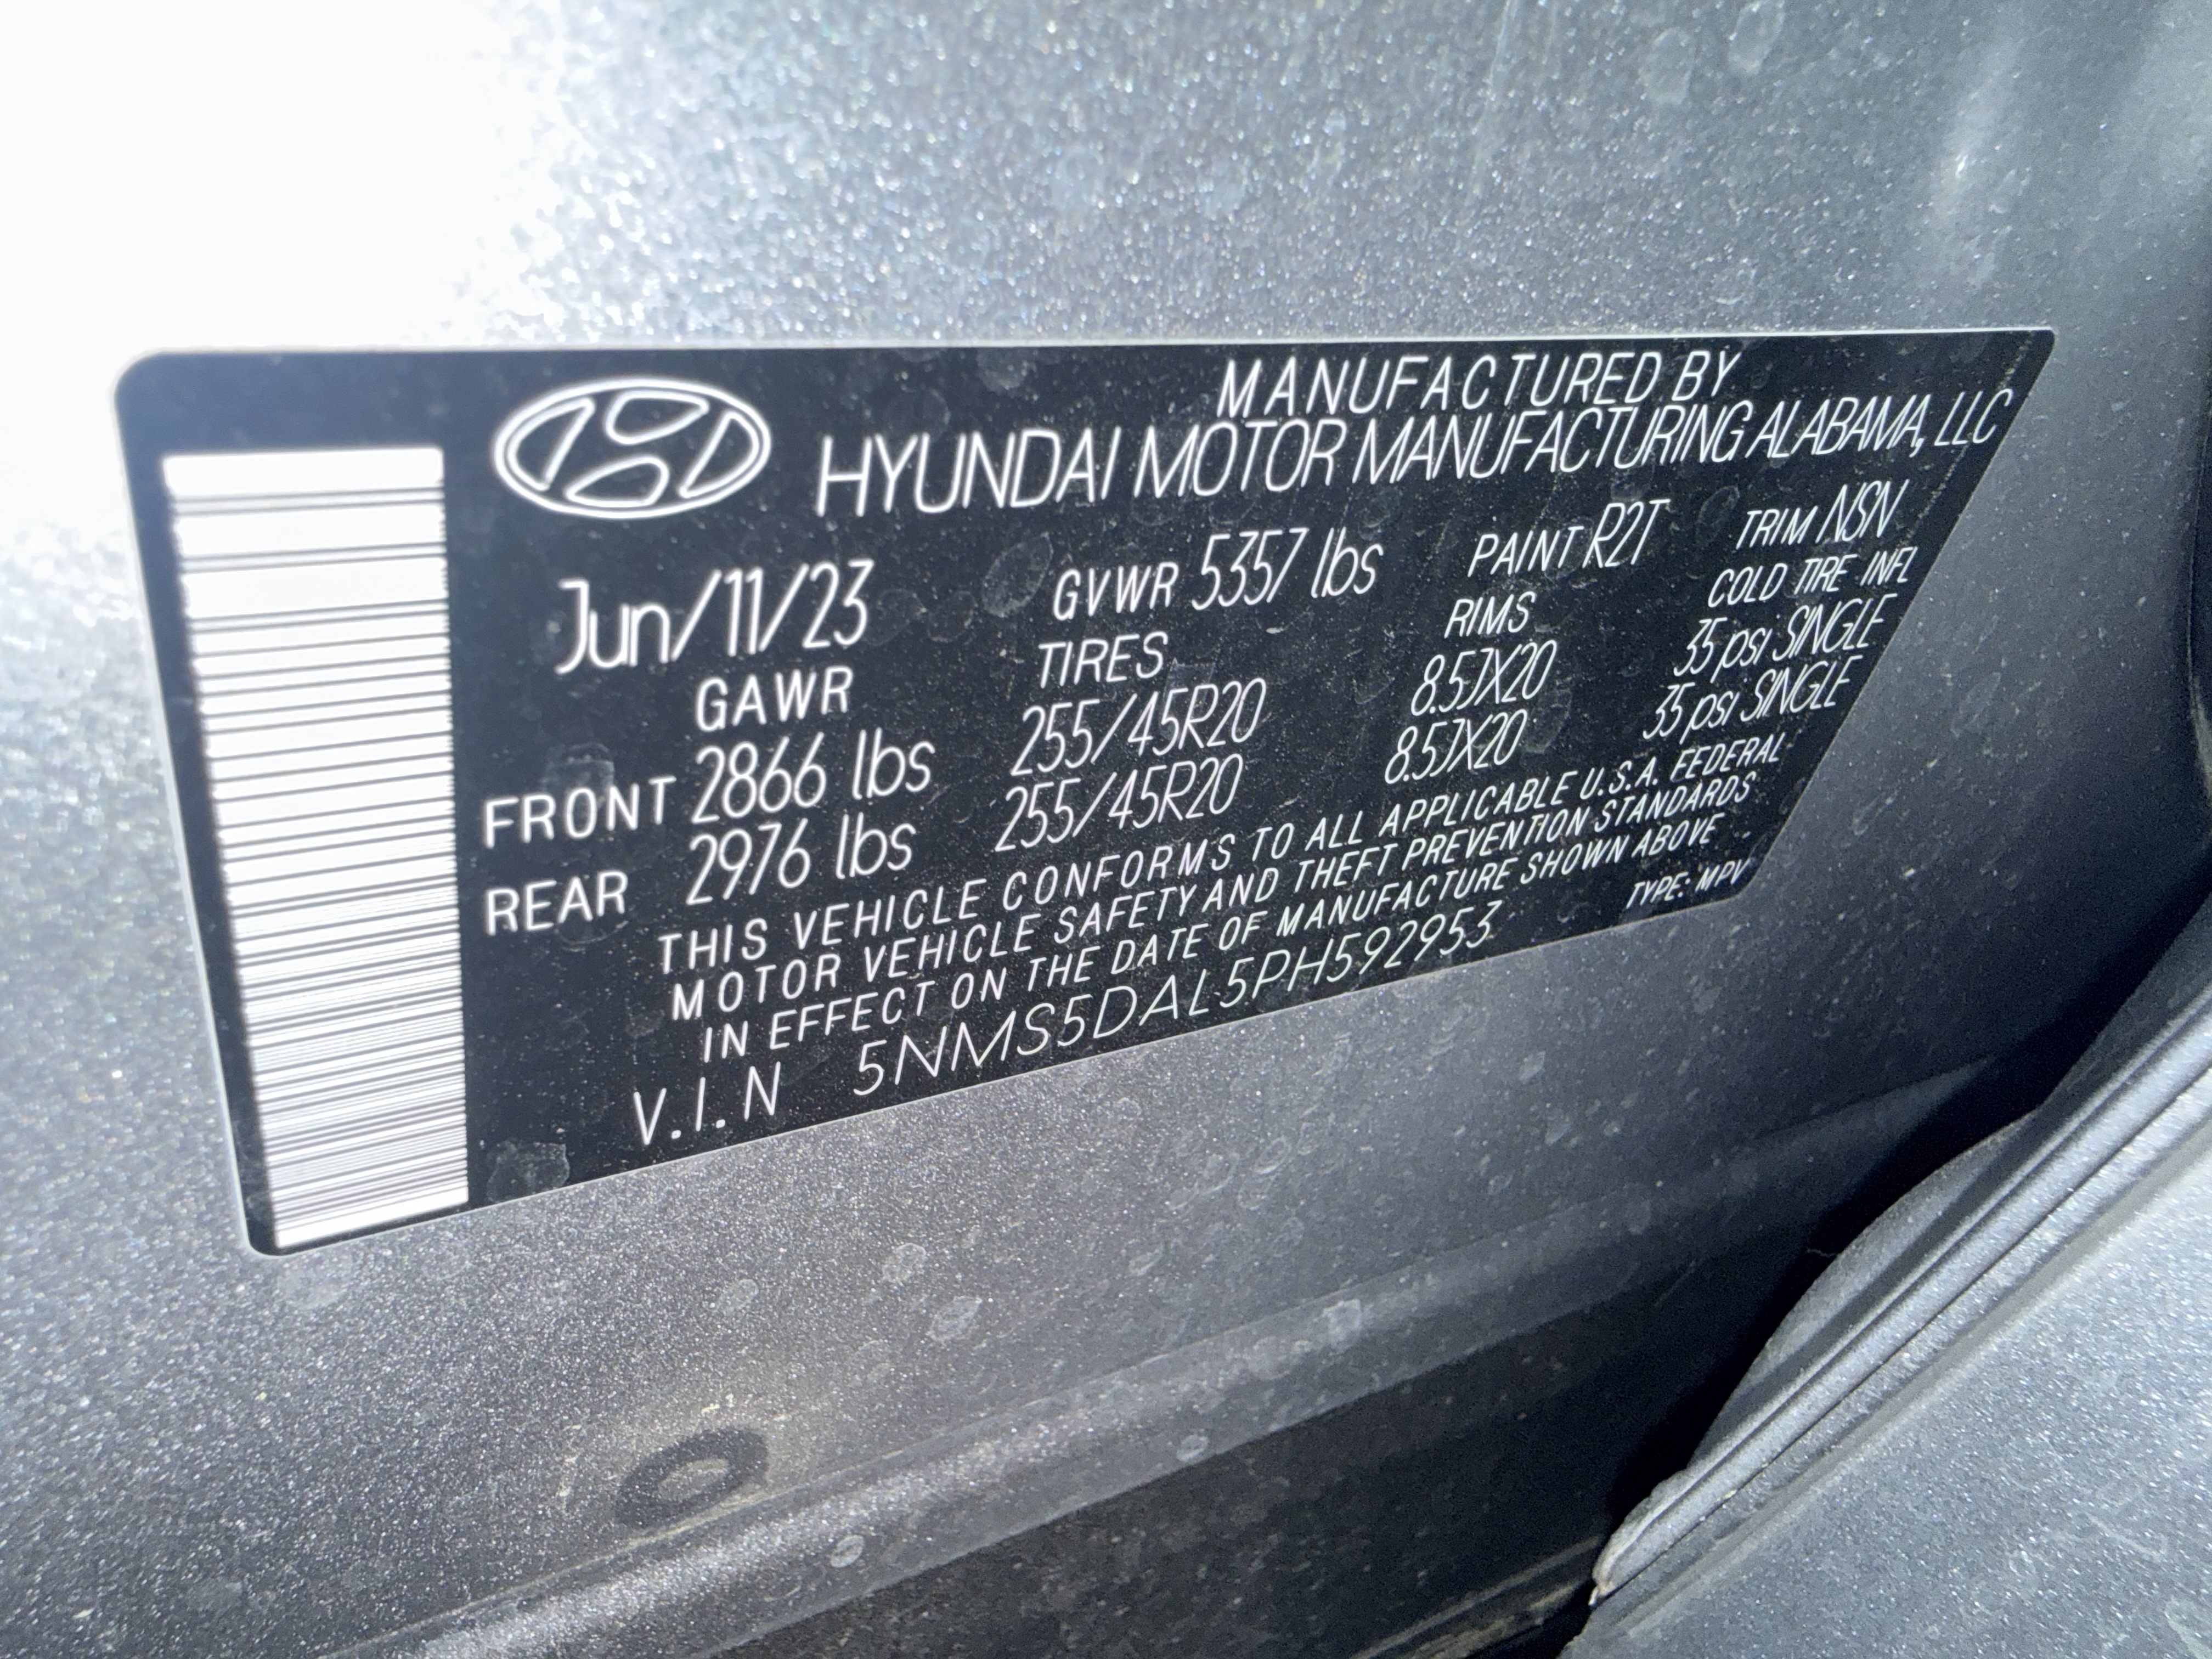 MANUFACTURED BY
HYUNDAI MOTOR MANUFACTURING ALABAMA, LLC
Jun/11/23 GVWR 5357 lbs PAINT R2T TRIM NSN
GAWR TIRES RIMS COLD TIRE INFL
FRONT 2866 lbs 255/45R20 8.5JX20 35 psi SINGLE
REAR 2976 lbs 255/45R20 8.5JX20 35 psi SINGLE
THIS VEHICLE CONFORMS TO ALL APPLICABLE U.S.A. FEDERAL
MOTOR VEHICLE SAFETY AND THEFT PREVENTION STANDARDS
IN EFFECT ON THE DATE OF MANUFACTURE SHOWN ABOVE
V.I.N 5NMS5DAL5PH592953 TYPE: MPV